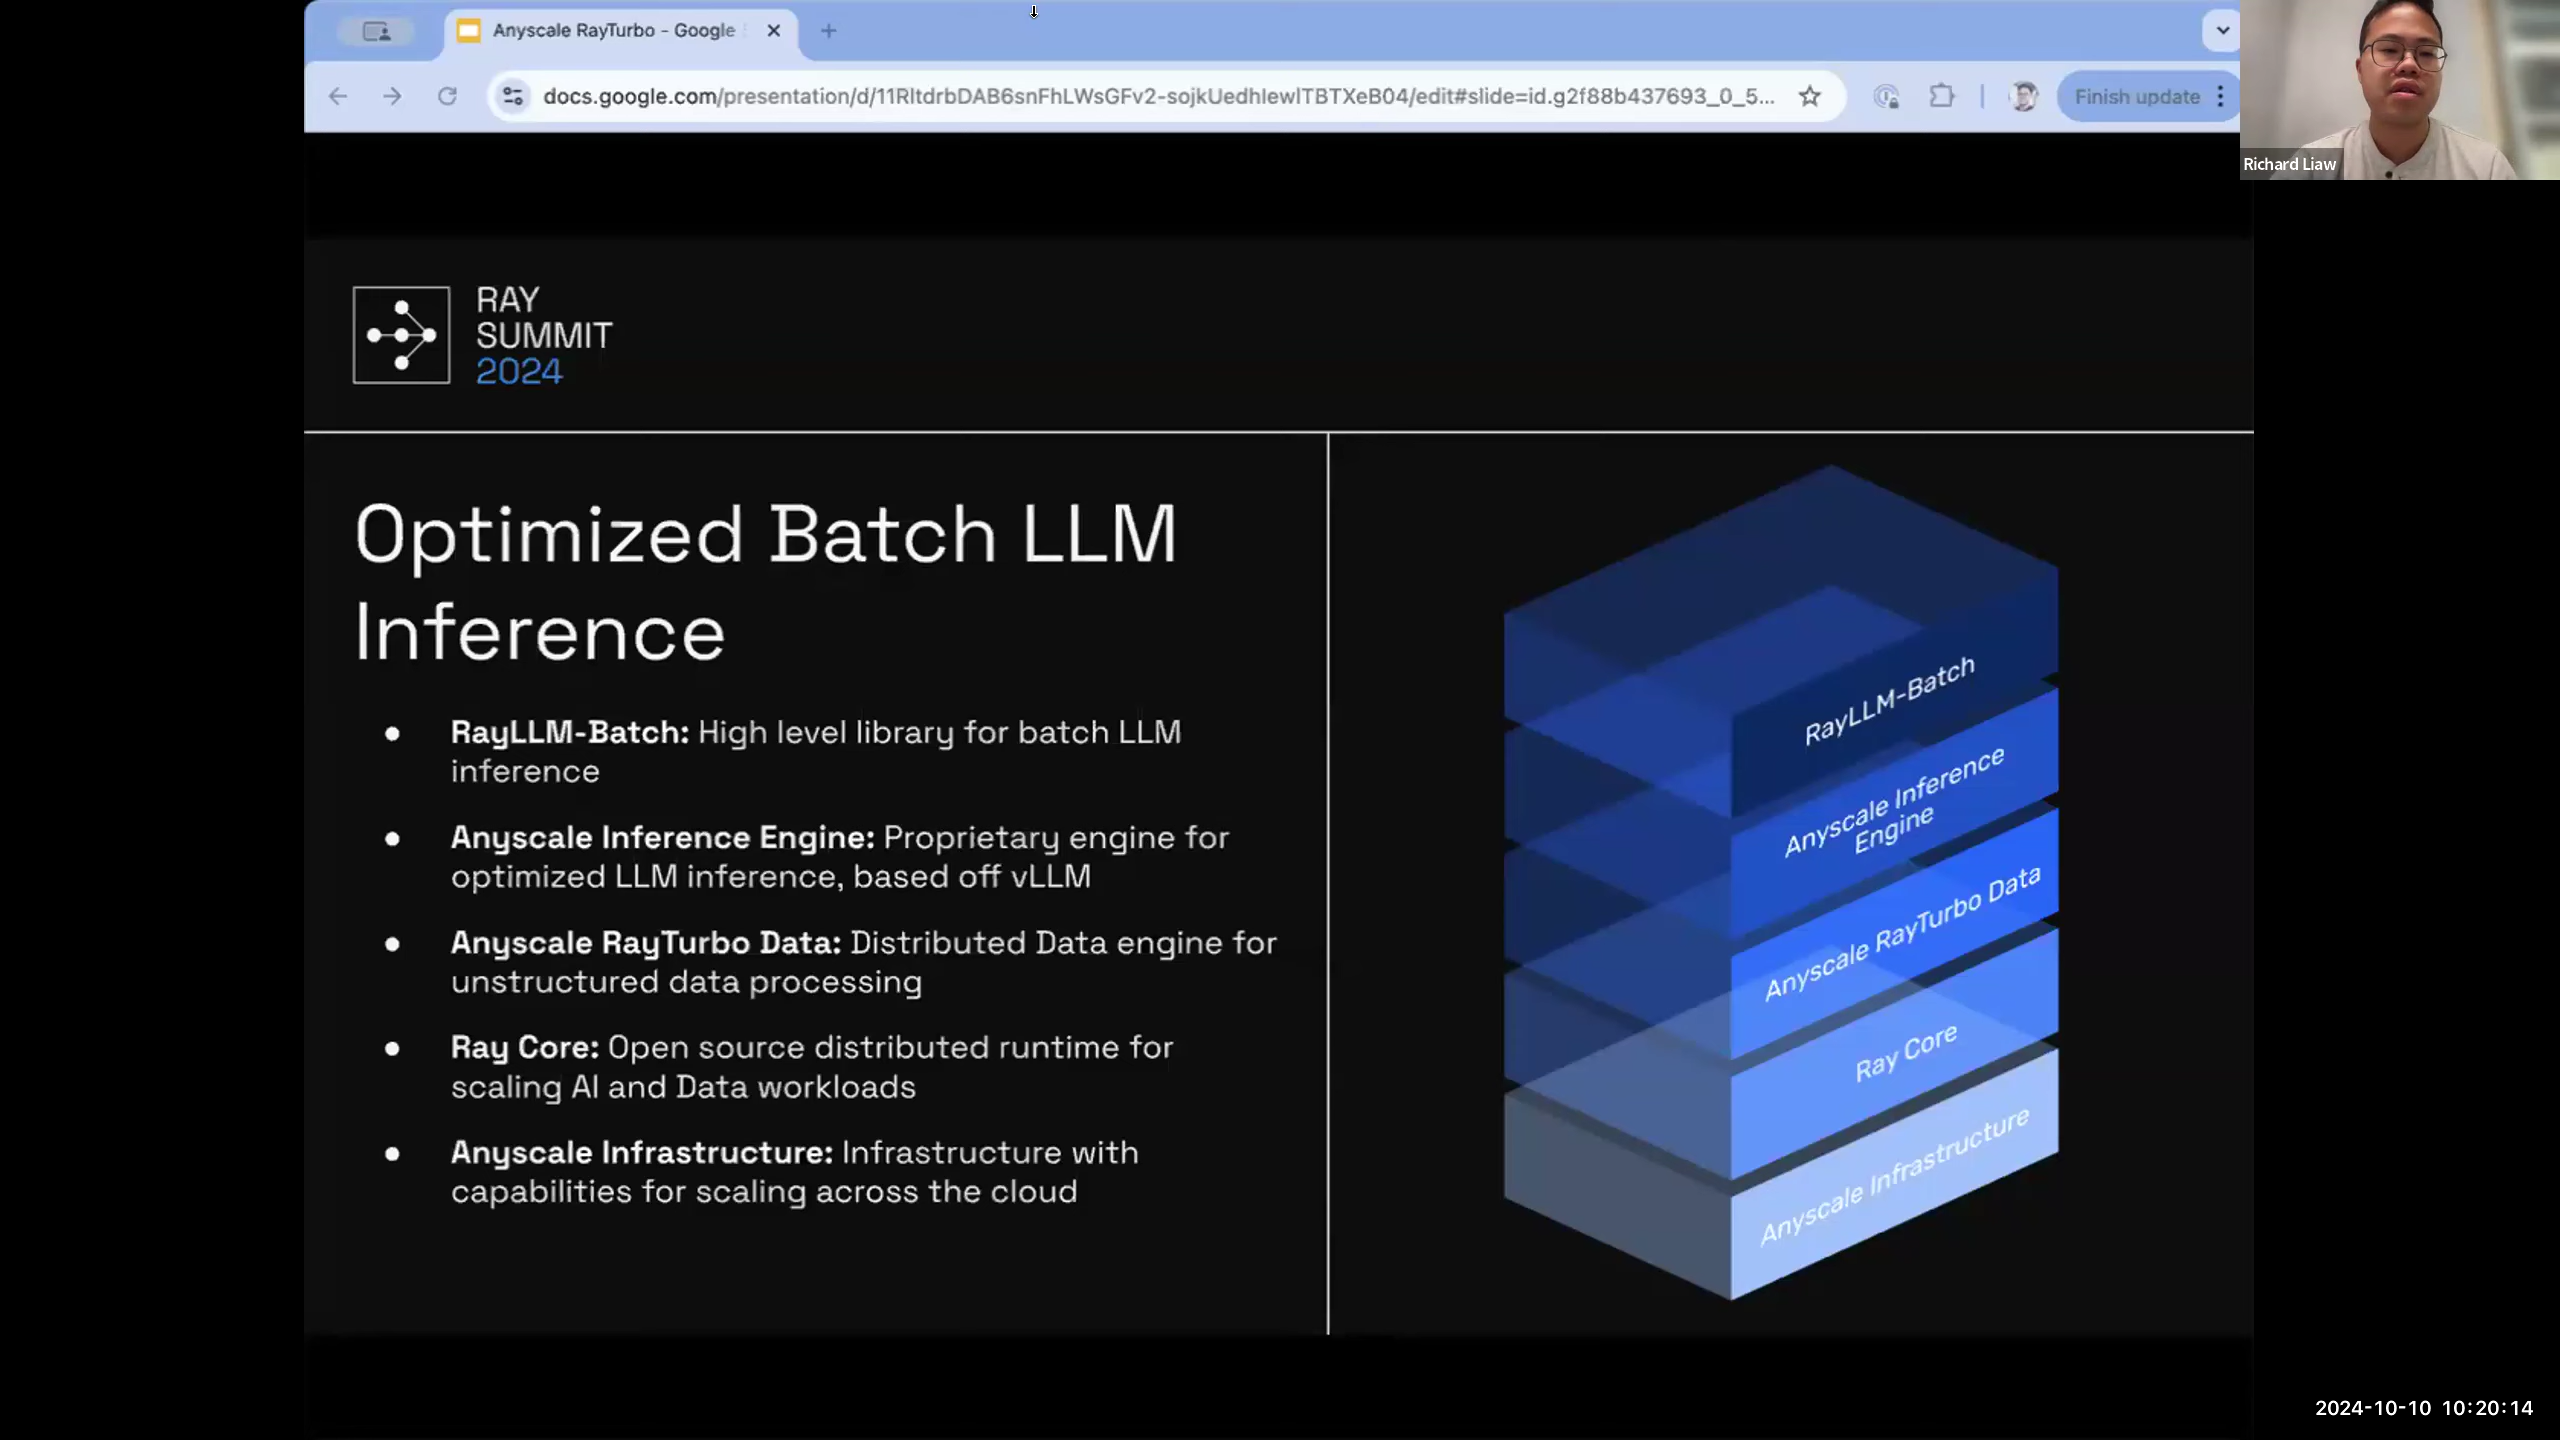 Anyscale RayTurbo - Google
docs.google.com/presentation/d/11RltdrbDAB6snFhLWsGFv2-sojkUedhlewlTBTXeB04/edit#slide=id.g2f88b437693_0_5...
Finish update
Richard Liaw
RAY
SUMMIT
2024
Optimized Batch LLM
Inference
● RayLLM-Batch: High level library for batch LLM
inference
● Anyscale Inference Engine: Proprietary engine for
optimized LLM inference, based off vLLM
● Anyscale RayTurbo Data: Distributed Data engine for
unstructured data processing
● Ray Core: Open source distributed runtime for
scaling AI and Data workloads
● Anyscale Infrastructure: Infrastructure with
capabilities for scaling across the cloud
RayLLM-Batch
Anyscale Inference
Engine
Anyscale RayTurbo Data
Ray Core
Anyscale Infrastructure
2024-10-10 10:20:14